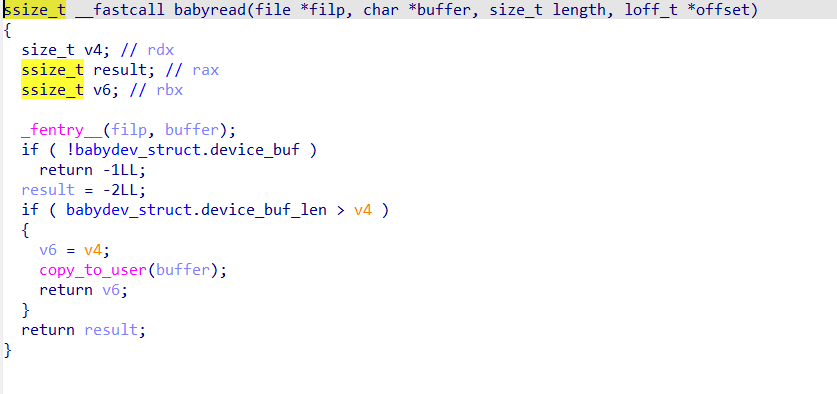 ssize_t __fastcall babyread(file *filp, char *buffer, size_t length, loff_t *offset)
{
  size_t v4; // rdx
  ssize_t result; // rax
  ssize_t v6; // rbx

  _fentry__(filp, buffer);
  if ( !babydev_struct.device_buf )
    return -1LL;
  result = -2LL;
  if ( babydev_struct.device_buf_len > v4 )
  {
    v6 = v4;
    copy_to_user(buffer);
    return v6;
  }
  return result;
}